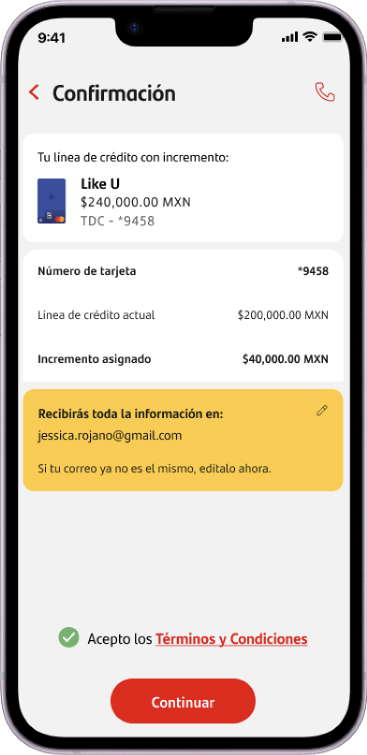 9:41
Confirmación
Tu línea de crédito con incremento:
Like U
$240,000.00 MXN
TDC - *9458
Número de tarjeta *9458
Linea de crédito actual $200,000.00 MXN
Incremento asignado $40,000.00 MXN
Recibirás toda la información en:
jessica.rojano@gmail.com
Si tu correo ya no es el mismo, edítalo ahora.
Acepto los Términos y Condiciones
Continuar